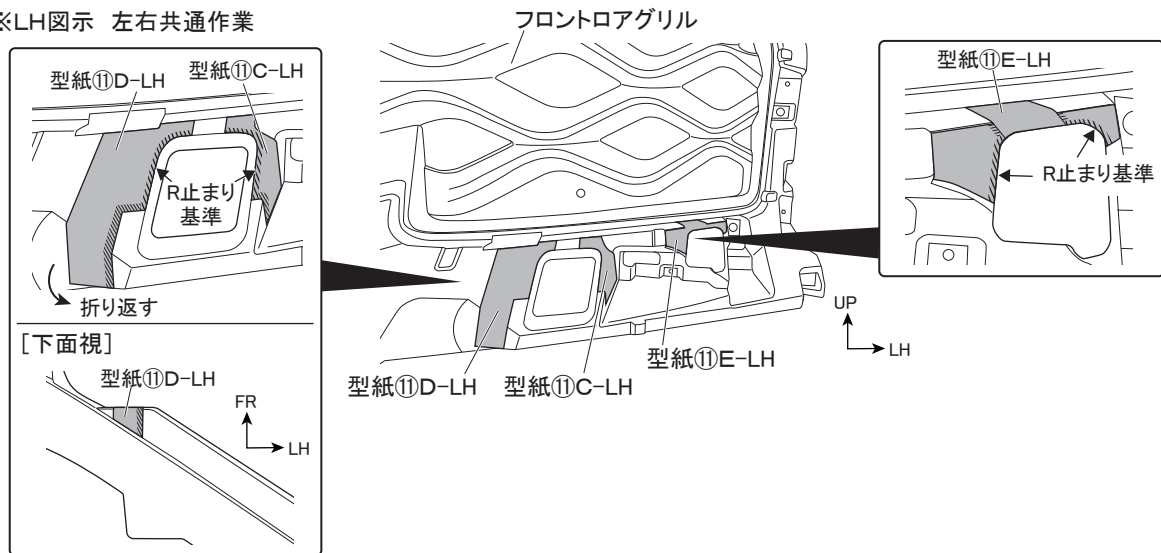 ※LH図示 左右共通作業
フロントロアグリル
型紙⑪D-LH
型紙⑪C-LH
R止まり
基準
折り返す
[下面視]
型紙⑪D-LH
FR
LH
型紙⑪D-LH
型紙⑪C-LH
型紙⑪E-LH
UP
LH
型紙⑪E-LH
R止まり基準